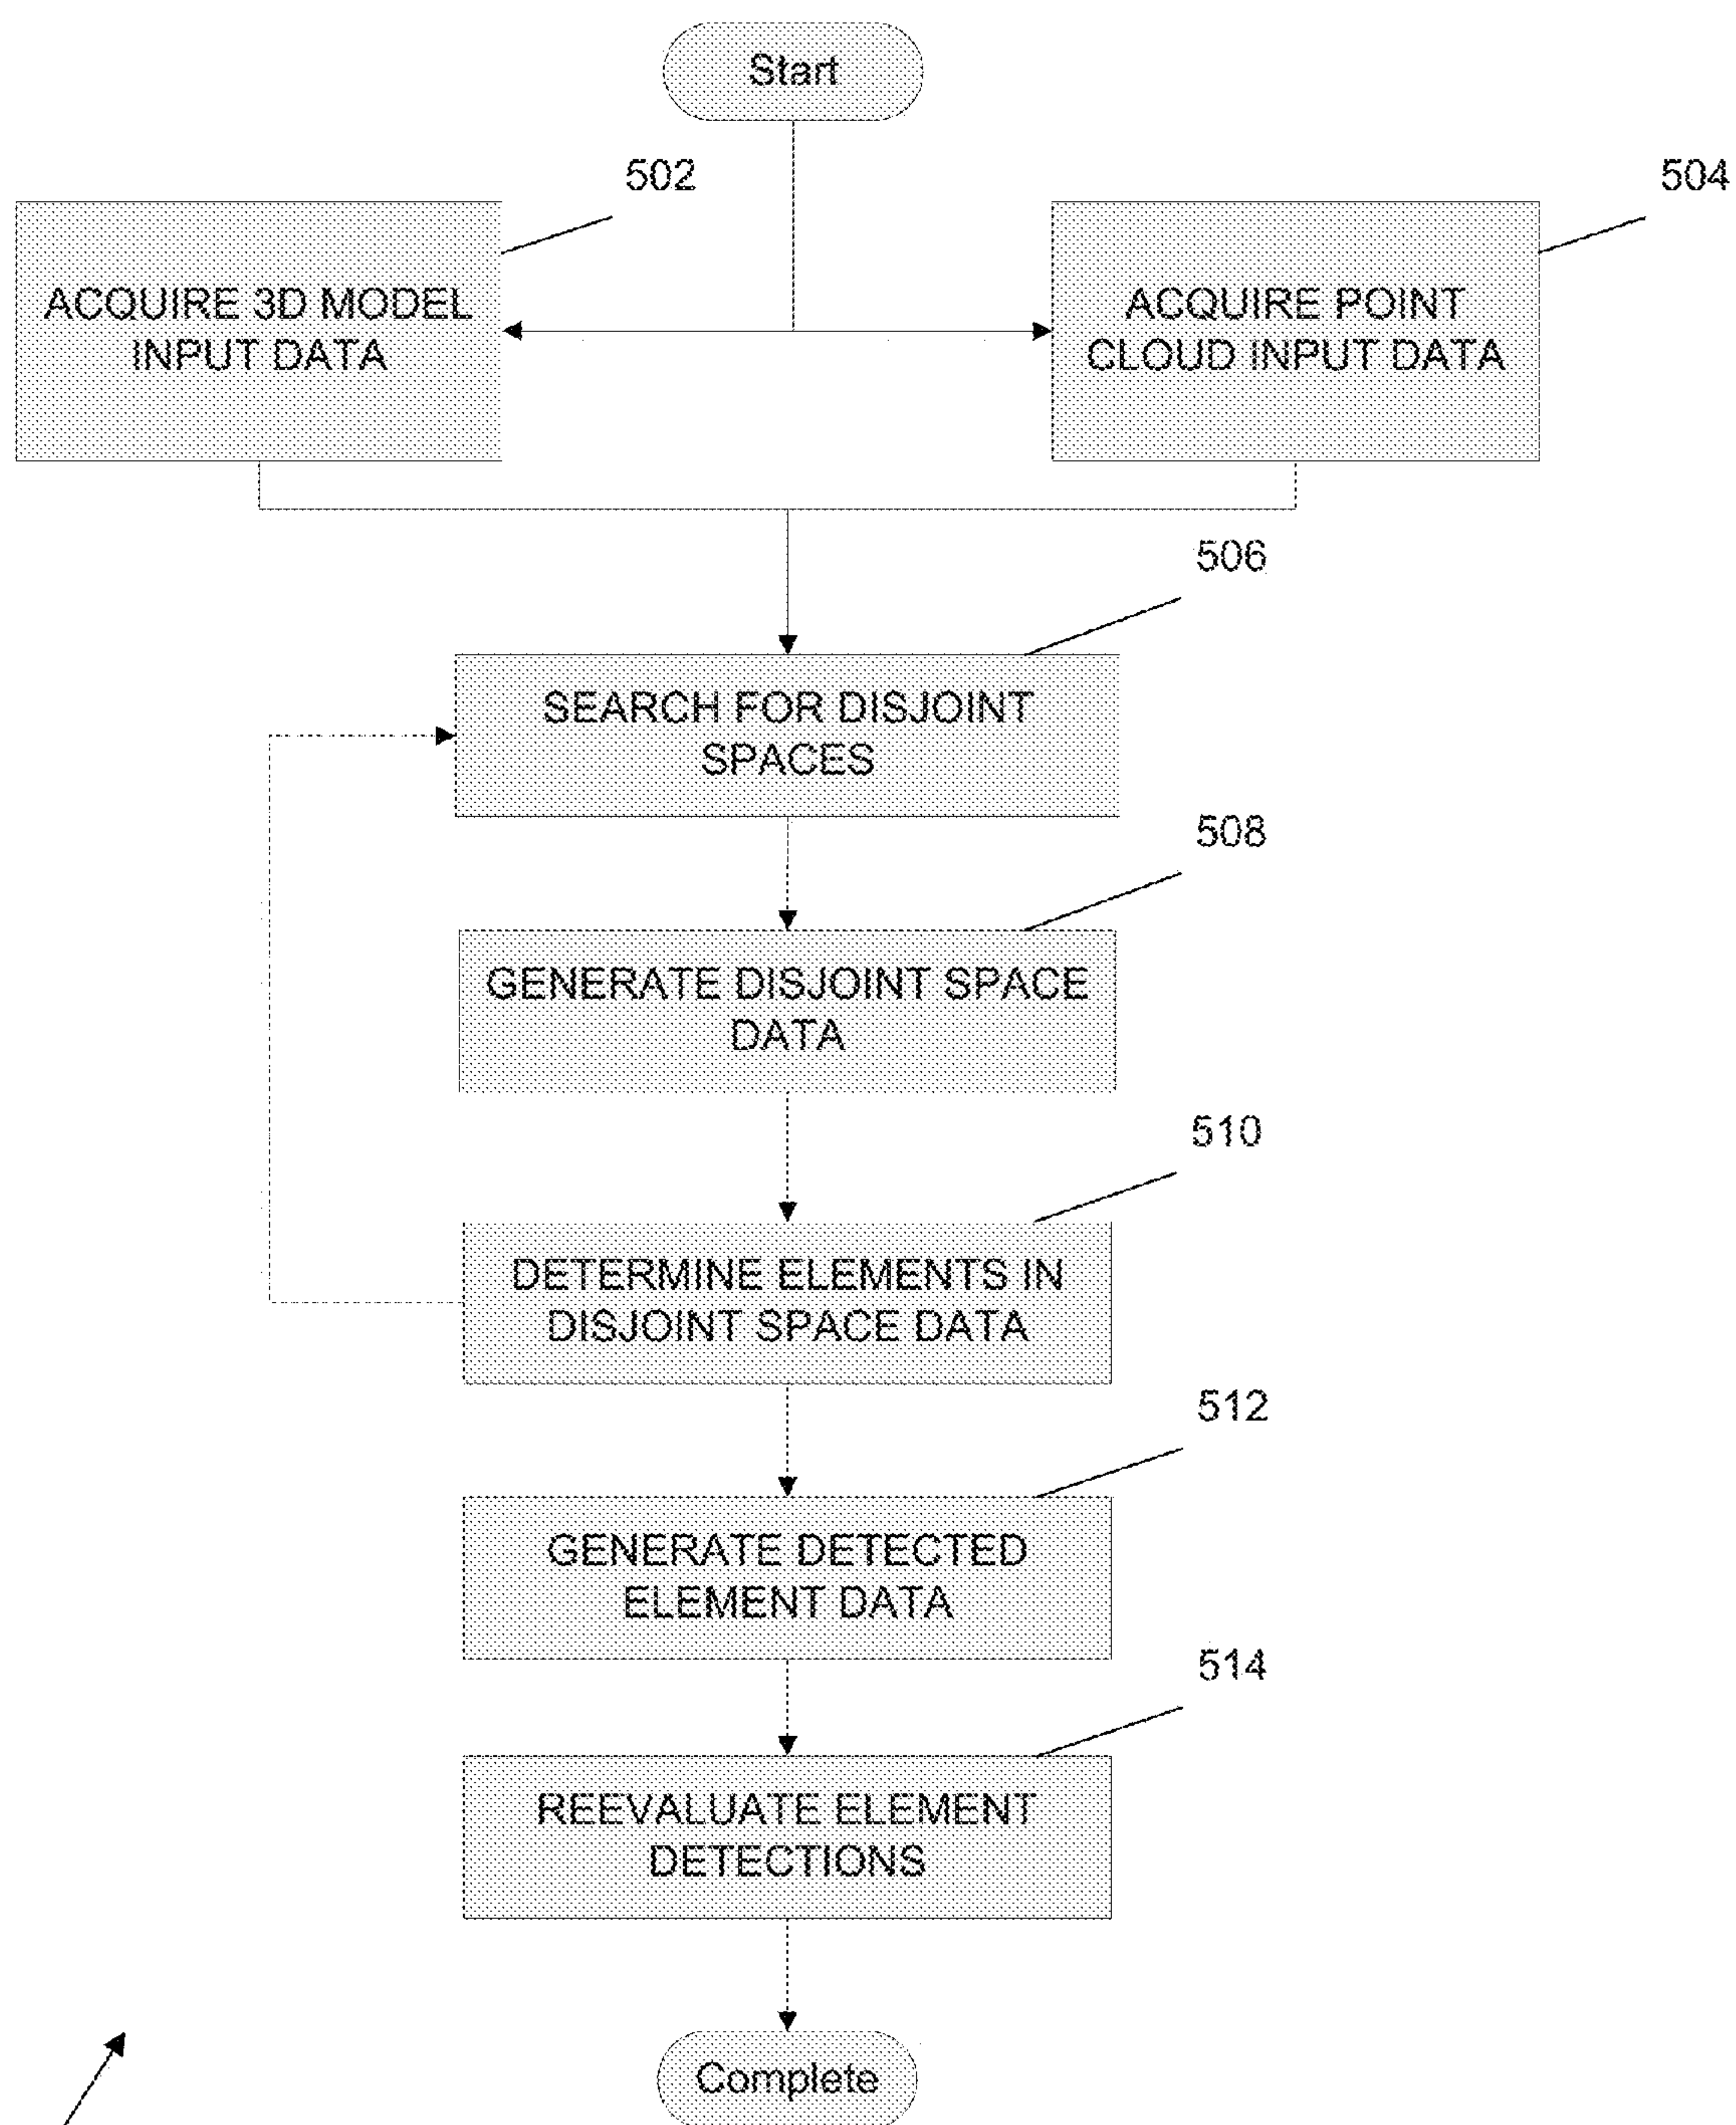 Start
502
504
ACQUIRE 3D MODEL
INPUT DATA
ACQUIRE POINT
CLOUD INPUT DATA
506
SEARCH FOR DISJOINT
SPACES
508
GENERATE DISJOINT SPACE
DATA
510
DETERMINE ELEMENTS IN
DISJOINT SPACE DATA
512
GENERATE DETECTED
ELEMENT DATA
514
REEVALUATE ELEMENT
DETECTIONS
Complete